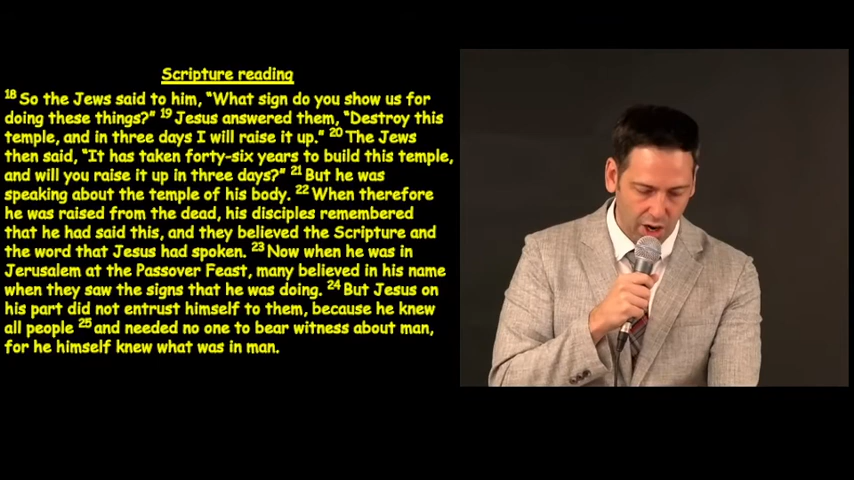 Scripture reading
18 So the Jews said to him, “What sign do you show us for
doing these things?” 19 Jesus answered them, “Destroy this
temple, and in three days I will raise it up.” 20 The Jews
then said, “It has taken forty-six years to build this temple,
and will you raise it up in three days?” 21 But he was
speaking about the temple of his body. 22 When therefore
he was raised from the dead, his disciples remembered
that he had said this, and they believed the Scripture and
the word that Jesus had spoken. 23 Now when he was in
Jerusalem at the Passover Feast, many believed in his name
when they saw the signs that he was doing. 24 But Jesus on
his part did not entrust himself to them, because he knew
all people 25 and needed no one to bear witness about man,
for he himself knew what was in man.